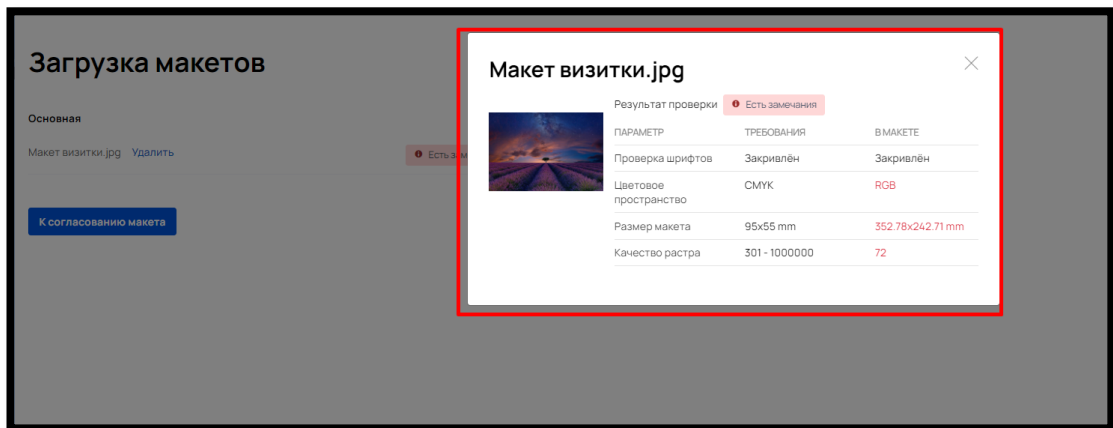 Загрузка макетов
Основная
Макет визитки.jpg Удалить
Есть зам
К согласованию макета
Макет визитки.jpg
Результат проверки Есть замечания
ПАРАМЕТР ТРЕБОВАНИЯ В МАКЕТЕ
Проверка шрифтов Закривлён Закривлён
Цветовое CMYK RGB
пространство
Размер макета 95x55 mm 352.78x242.71 mm
Качество растра 301 - 1000000 72